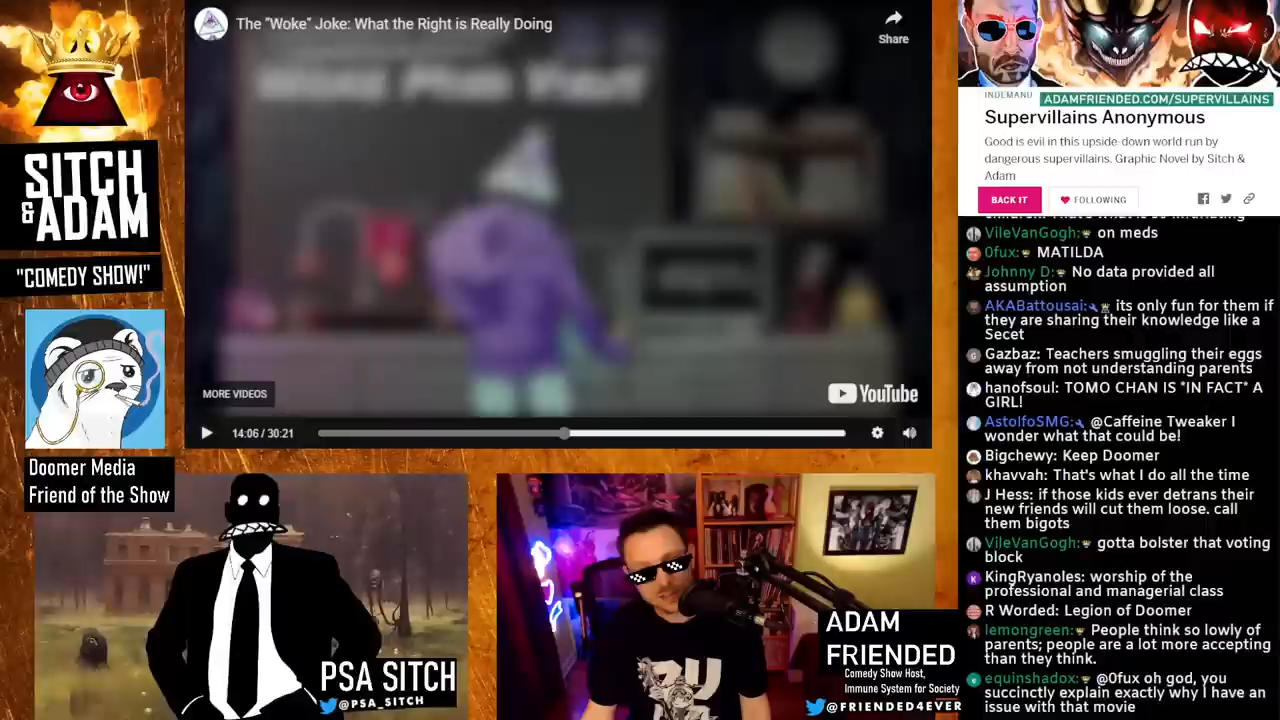 The "Woke" Joke: What the Right is Really Doing
Share
MORE VIDEOS
YouTube
14:06 / 30:21
SITCH
& ADAM
"COMEDY SHOW!"
Doomer Media
Friend of the Show
PSA SITCH
@PSA_SITCH
ADAM
FRIENDED
Comedy Show Host,
Immune System for Society
@FRIENDED4EVER
INDEMAND
ADAMFRIENDED.COM/SUPERVILLAINS
Supervillains Anonymous
Good is evil in this upside-down world run by
dangerous supervillains. Graphic Novel by Sitch &
Adam
BACK IT
FOLLOWING
VileVanGogh: on meds
0fux: MATILDA
Johnny D: No data provided all
assumption
AKABattousai: its only fun for them if
they are sharing their knowledge like a
Secet
Gazbaz: Teachers smuggling their eggs
away from not understanding parents
hanofsoul: TOMO CHAN IS *IN FACT* A
GIRL!
AstolfoSMG: @Caffeine Tweaker I
wonder what that could be!
Bigchewy: Keep Doomer
khavvah: That's what I do all the time
J Hess: if those kids ever detrans their
new friends will cut them loose. call
them bigots
VileVanGogh: gotta bolster that voting
block
KingRyanoles: worship of the
professional and managerial class
R Worded: Legion of Doomer
lemongreen: People think so lowly of
parents; people are a lot more accepting
than they think.
equinshadox: @0fux oh god, you
succinctly explain exactly why I have an
issue with that movie